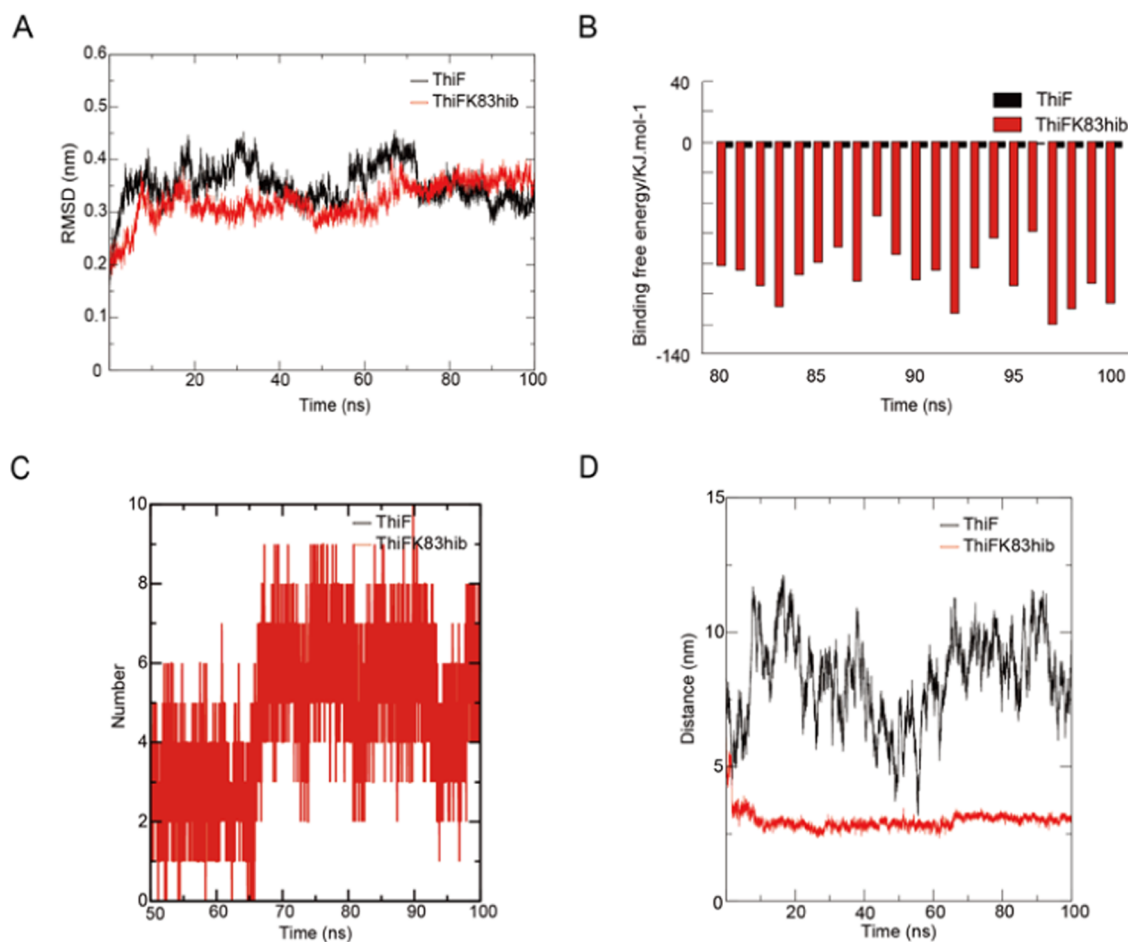 A
0.6
0.5
0.4
0.3
0.2
0.1
0
RMSD (nm)
ThiF
ThiFK83hib
20
40
60
80
100
Time (ns)
B
40
0
-140
Binding free energy/KJ.mol-1
ThiF
ThiFK83hib
80
85
90
95
100
Time (ns)
C
10
8
6
4
2
0
Number
ThiF
ThiFK83hib
50
60
70
80
90
100
Time (ns)
D
15
10
5
0
Distance (nm)
ThiF
ThiFK83hib
20
40
60
80
100
Time (ns)